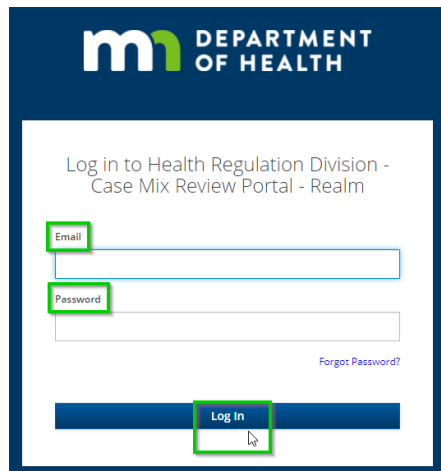 mn DEPARTMENT
OF HEALTH
Log in to Health Regulation Division -
Case Mix Review Portal - Realm
Email
Password
Forgot Password?
Log In